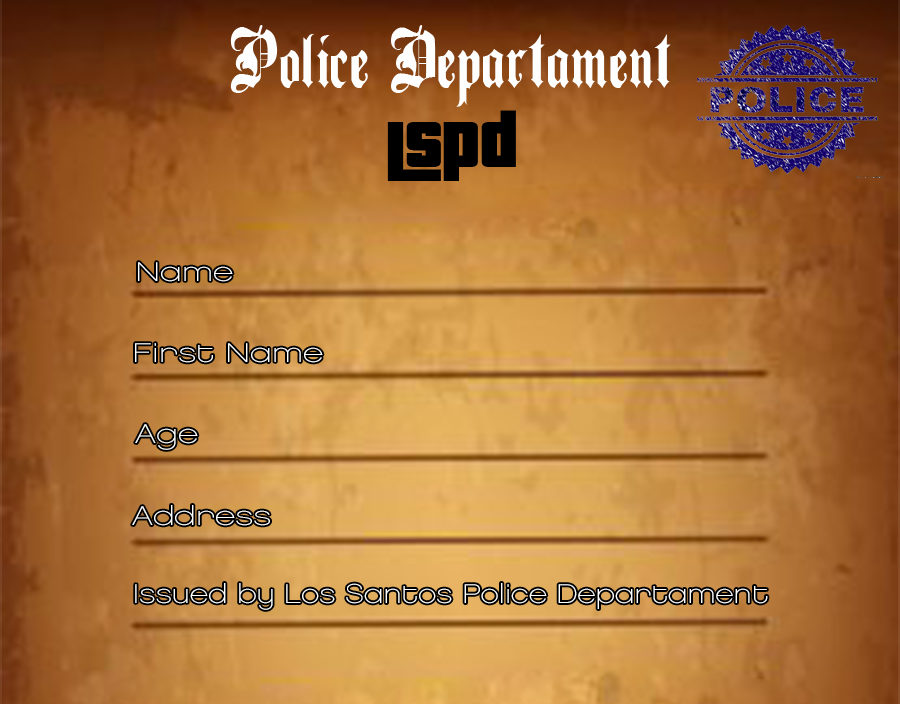 Police Departament
POLICE
lspd
Name
First Name
Age
Address
Issued by Los Santos Police Departament